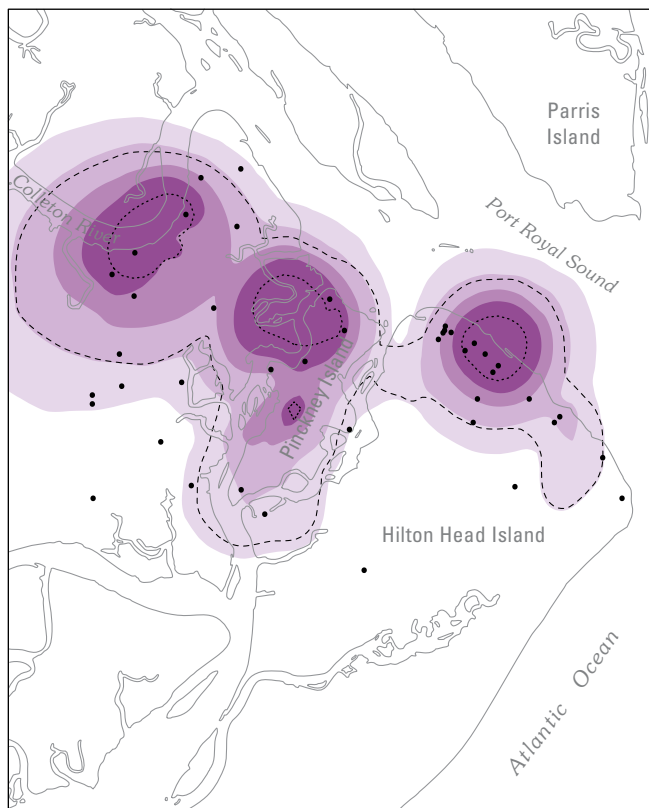 Parris
Island
Colleton River
Port Royal Sound
Pinckney Island
Hilton Head Island
Atlantic Ocean